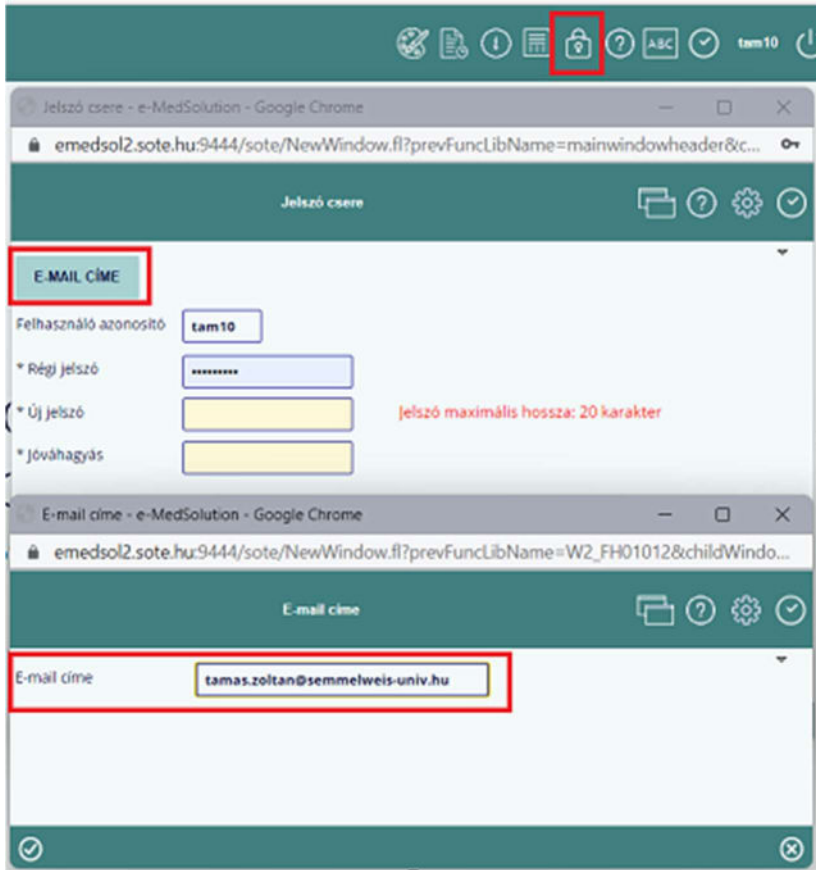 ABC tam10
Jelszó csere - e-MedSolution - Google Chrome
emedsol2.sote.hu:9444/sote/NewWindow.fl?prevFuncLibName=mainwindowheader&c...
Jelszó csere
E-MAIL CÍME
Felhasználó azonosító tam10
* Régi jelszó •••••••••
* Új jelszó Jelszó maximális hossza: 20 karakter
* Jóváhagyás
E-mail címe - e-MedSolution - Google Chrome
emedsol2.sote.hu:9444/sote/NewWindow.fl?prevFuncLibName=W2_FH01012&childWindo...
E-mail címe
E-mail címe tamas.zoltan@semmelweis-univ.hu